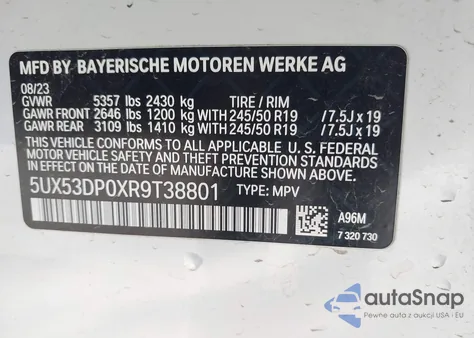 MFD BY BAYERISCHE MOTOREN WERKE AG
08/23
GVWR 5357 lbs 2430 kg TIRE / RIM
GAWR FRONT 2646 lbs 1200 kg WITH 245/50 R19 / 7.5J x 19
GAWR REAR 3109 lbs 1410 kg WITH 245/50 R19 / 7.5J x 19
THIS VEHICLE CONFORMS TO ALL APPLICABLE U. S. FEDERAL
MOTOR VEHICLE SAFETY, BUMPER, AND THEFT PREVENTION
STANDARDS IN EFFECT ON THE DATE OF MANUFACTURE SHOWN ABOVE.
5UX53DP0XR9T38801 TYPE: MPV
A96M
7 320 730
autoSnap
Pewne auta z aukcji USA i EU